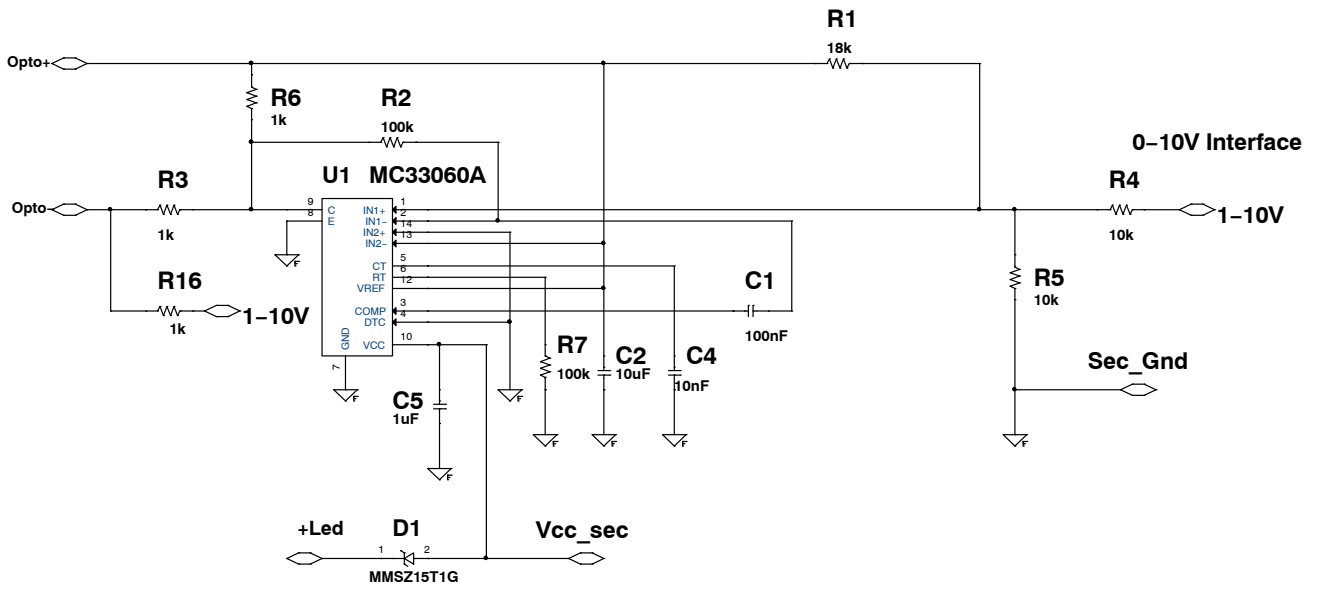 R1
18k
Opto+
R6
1k
R2
100k
0–10V Interface
U1 MC33060A
R3
1k
R4
10k
Opto-
1–10V
9 C
8 E
IN1+ 1
IN1– 2
IN2+ 14
IN2– 13
CT 5
RT 6
VREF 12
COMP 3
DTC 4
VCC 10
GND
7
R16
1k
1–10V
C1
100nF
R5
10k
R7
100k
C2
10uF
C4
10nF
C5
1uF
Sec_Gnd
F
F
F
F
F
F
F
F
+Led
D1
1
2
MMSZ15T1G
Vcc_sec